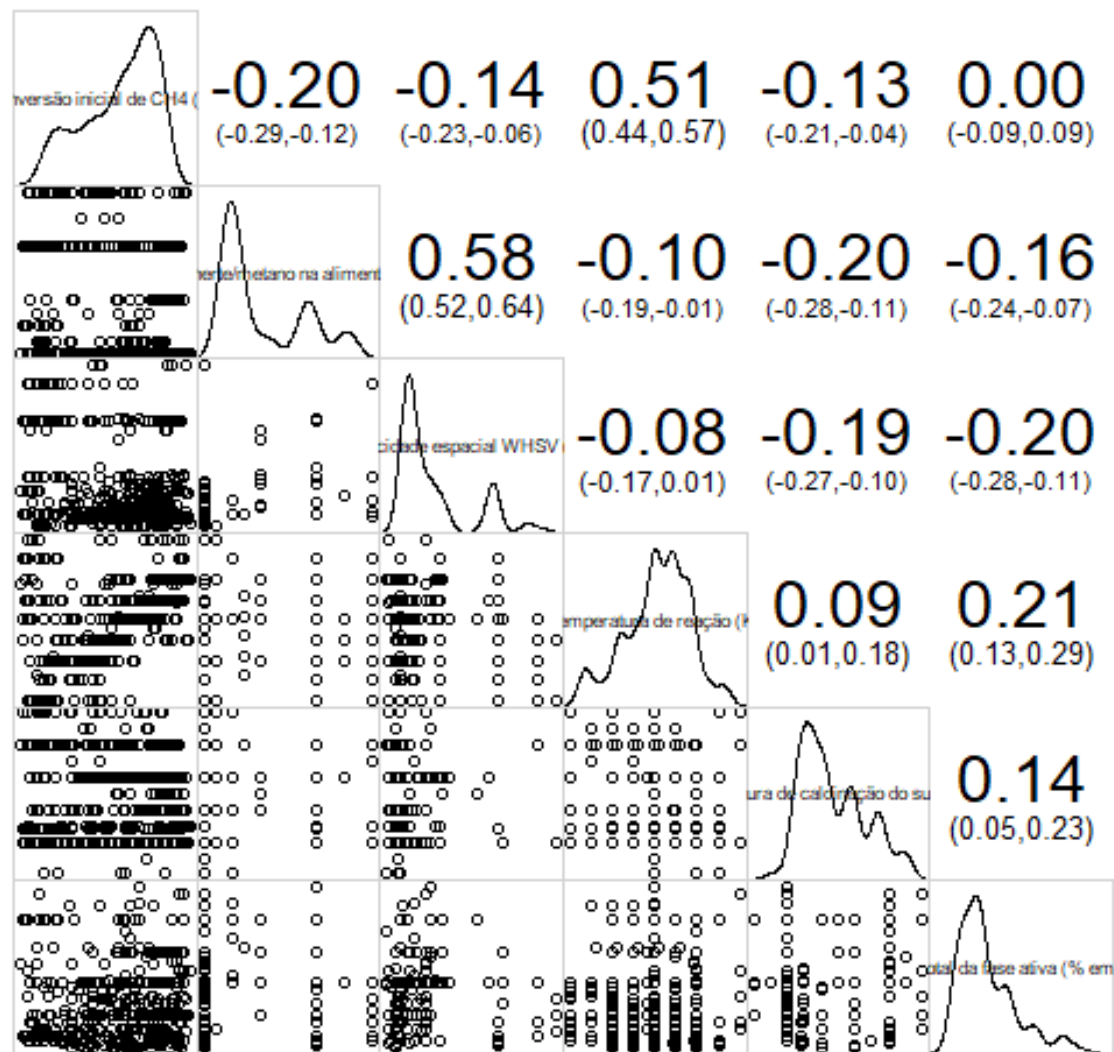 nversão inicial de CH4 (
-0.20 -0.14 0.51 -0.13 0.00
(-0.29,-0.12) (-0.23,-0.06) (0.44,0.57) (-0.21,-0.04) (-0.09,0.09)
nerte/metano na aliment
0.58 -0.10 -0.20 -0.16
(0.52,0.64) (-0.19,-0.01) (-0.28,-0.11) (-0.24,-0.07)
cidade espacial WHSV (
-0.08 -0.19 -0.20
(-0.17,0.01) (-0.27,-0.10) (-0.28,-0.11)
emperatura de reação (K
0.09 0.21
(0.01,0.18) (0.13,0.29)
ura de calcinação do su
0.14
(0.05,0.23)
otal da fase ativa (% em